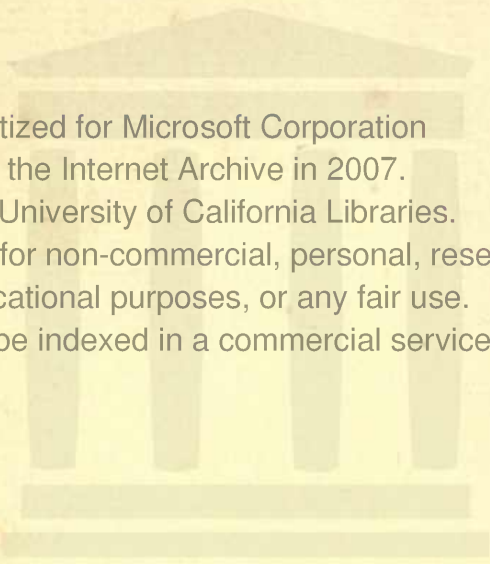 tized for Microsoft Corporation
the Internet Archive in 2007.
University of California Libraries.
for non-commercial, personal, rese
cational purposes, or any fair use.
be indexed in a commercial service